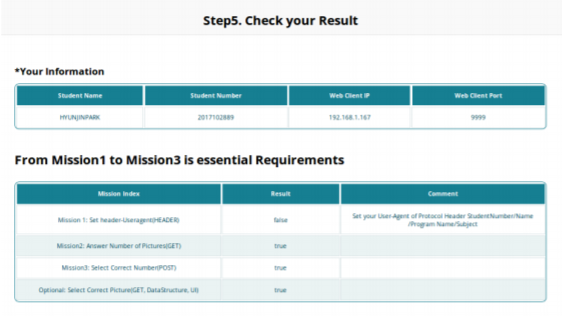 Step5. Check your Result
*Your Information
Student Name Student Number Web Client IP Web Client Port
HYUNJINPARK 2017102889 192.168.1.167 9999
From Mission1 to Mission3 is essential Requirements
Mission Index Result Comment
Mission 1: Set header-Useragent(HEADER) false Set your User-Agent of Protocol Header StudentNumber/Name
/Program Name/Subject
Mission2: Answer Number of Pictures(GET) true
Mission3: Select Correct Number(POST) true
Optional: Select Correct Picture(GET, DataStructure, UI) true